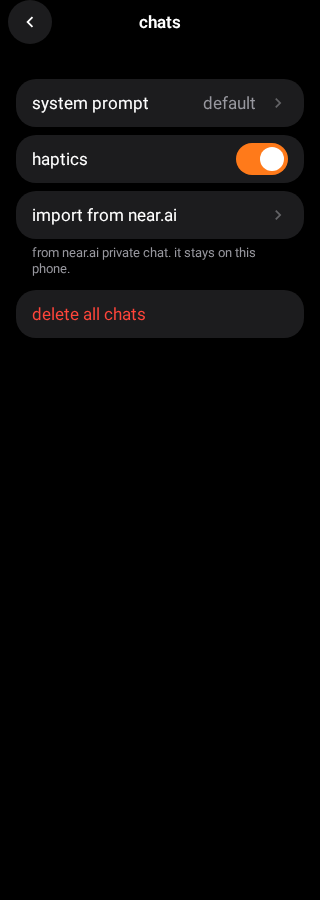 chats
system prompt default
haptics
import from near.ai
from near.ai private chat. it stays on this
phone.
delete all chats